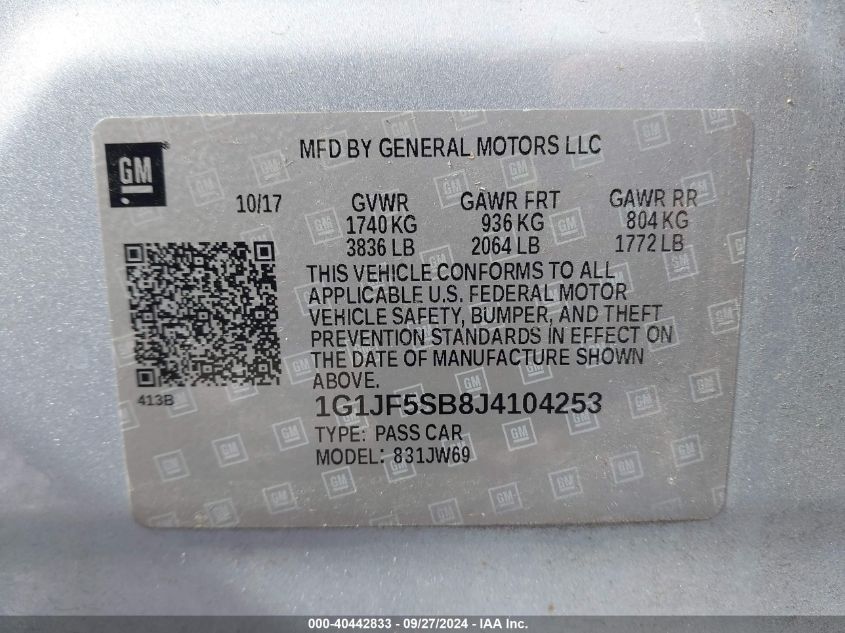 GM
MFD BY GENERAL MOTORS LLC
10/17 GVWR GAWR FRT GAWR RR
1740 KG 936 KG 804 KG
3836 LB 2064 LB 1772 LB
THIS VEHICLE CONFORMS TO ALL
APPLICABLE U.S. FEDERAL MOTOR
VEHICLE SAFETY, BUMPER, AND THEFT
PREVENTION STANDARDS IN EFFECT ON
THE DATE OF MANUFACTURE SHOWN
ABOVE.
413B
1G1JF5SB8J4104253
TYPE: PASS CAR
MODEL: 831JW69
000-40442833 - 09/27/2024 - IAA Inc.